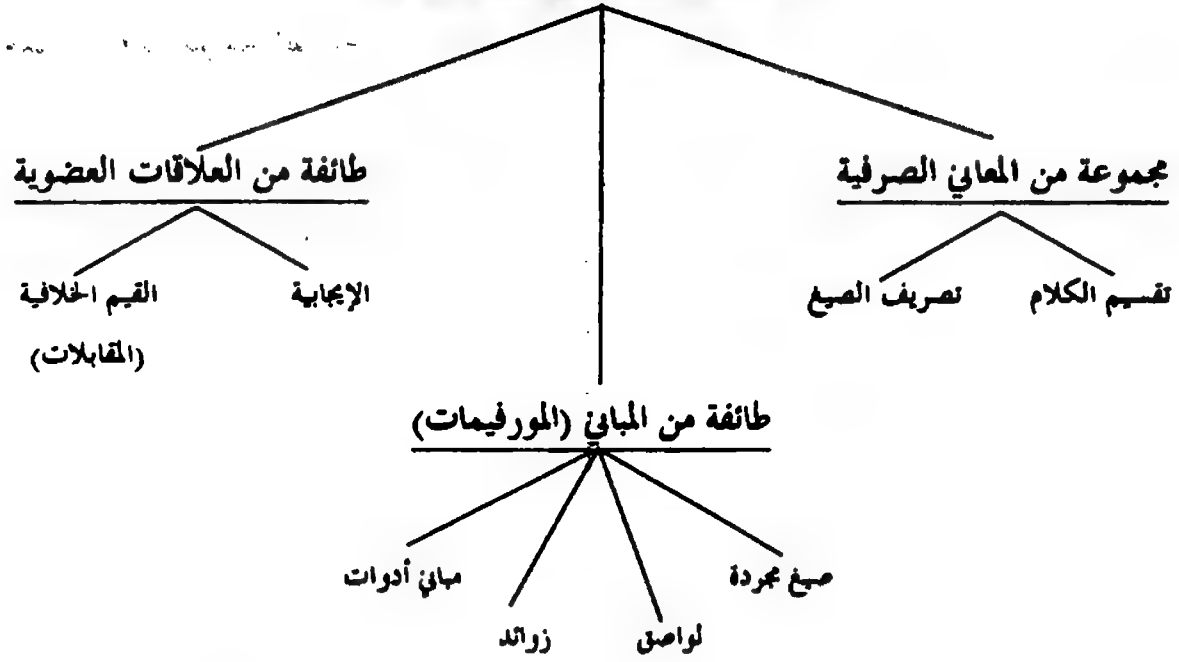 مجموعة من المعاني الصرفية
طائفة من العلاقات العضوية
تقسيم الكلام
تصريف الصيغ
الإيجابية
القيم الخلافية
(المقابلات)
طائفة من المباني (المورفيمات)
صيغ مجردة
لواصق
زوائد
مباني أدوات